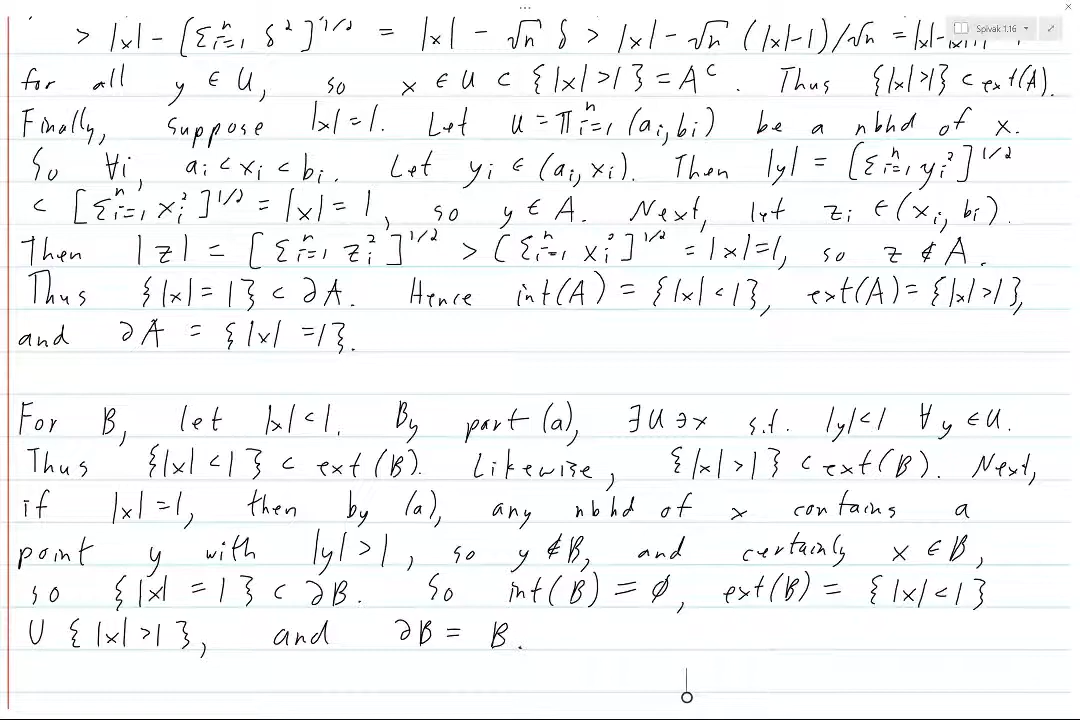 > |x| - [Σⁿᵢ₌₁ δ²]^1/2 = |x| - √n δ > |x| - √n (|x|-1)/√n = |x|-
Spivak 1.16
for all y ∈ U, so x ∈ U ⊂ {|x|>1} = Aᶜ. Thus {|x|>1} ⊂ ext(A).
Finally, suppose |x|=1. Let U = Πⁿᵢ₌₁ (aᵢ, bᵢ) be a nbhd of x.
So ∀i, aᵢ < xᵢ < bᵢ. Let yᵢ ∈ (aᵢ, xᵢ). Then |y| = [Σⁿᵢ₌₁ yᵢ²]^1/2
< [Σⁿᵢ₌₁ xᵢ²]^1/2 = |x| = 1, so y ∈ A. Next, let zᵢ ∈ (xᵢ, bᵢ).
Then |z| = [Σⁿᵢ₌₁ zᵢ²]^1/2 > [Σⁿᵢ₌₁ xᵢ²]^1/2 = |x|=1, so z ∉ A.
Thus {|x| = 1} ⊂ ∂A. Hence int(A) = {|x|<1}, ext(A) = {|x|>1},
and ∂A = {|x| = 1}.
For B, let |x|<1. By part (a), ∃U∋x s.t. |y|<1 ∀y ∈ U.
Thus {|x|<1} ⊂ ext(B). Likewise, {|x|>1} ⊂ ext(B). Next,
if |x|=1, then by (a), any nbhd of x contains a
point y with |y|>1, so y ∉ B, and certainly x ∈ B,
so {|x| = 1} ⊂ ∂B. So int(B) = ∅, ext(B) = {|x|<1}
∪ {|x|>1}, and ∂B = B.